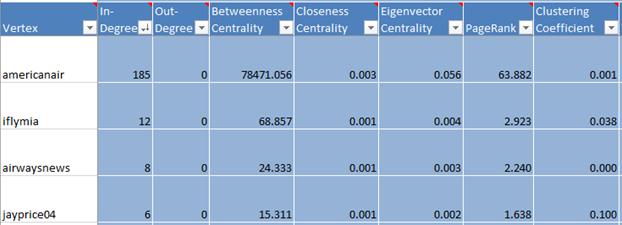 Vertex In-Degree Out-Degree Betweenness Centrality Closeness Centrality Eigenvector Centrality PageRank Clustering Coefficient
americanair 185 0 78471.056 0.003 0.056 63.882 0.001
iflymia 12 0 68.857 0.001 0.004 2.923 0.038
airwaysnews 8 0 24.333 0.001 0.003 2.240 0.000
jayprice04 6 0 15.311 0.001 0.002 1.638 0.100